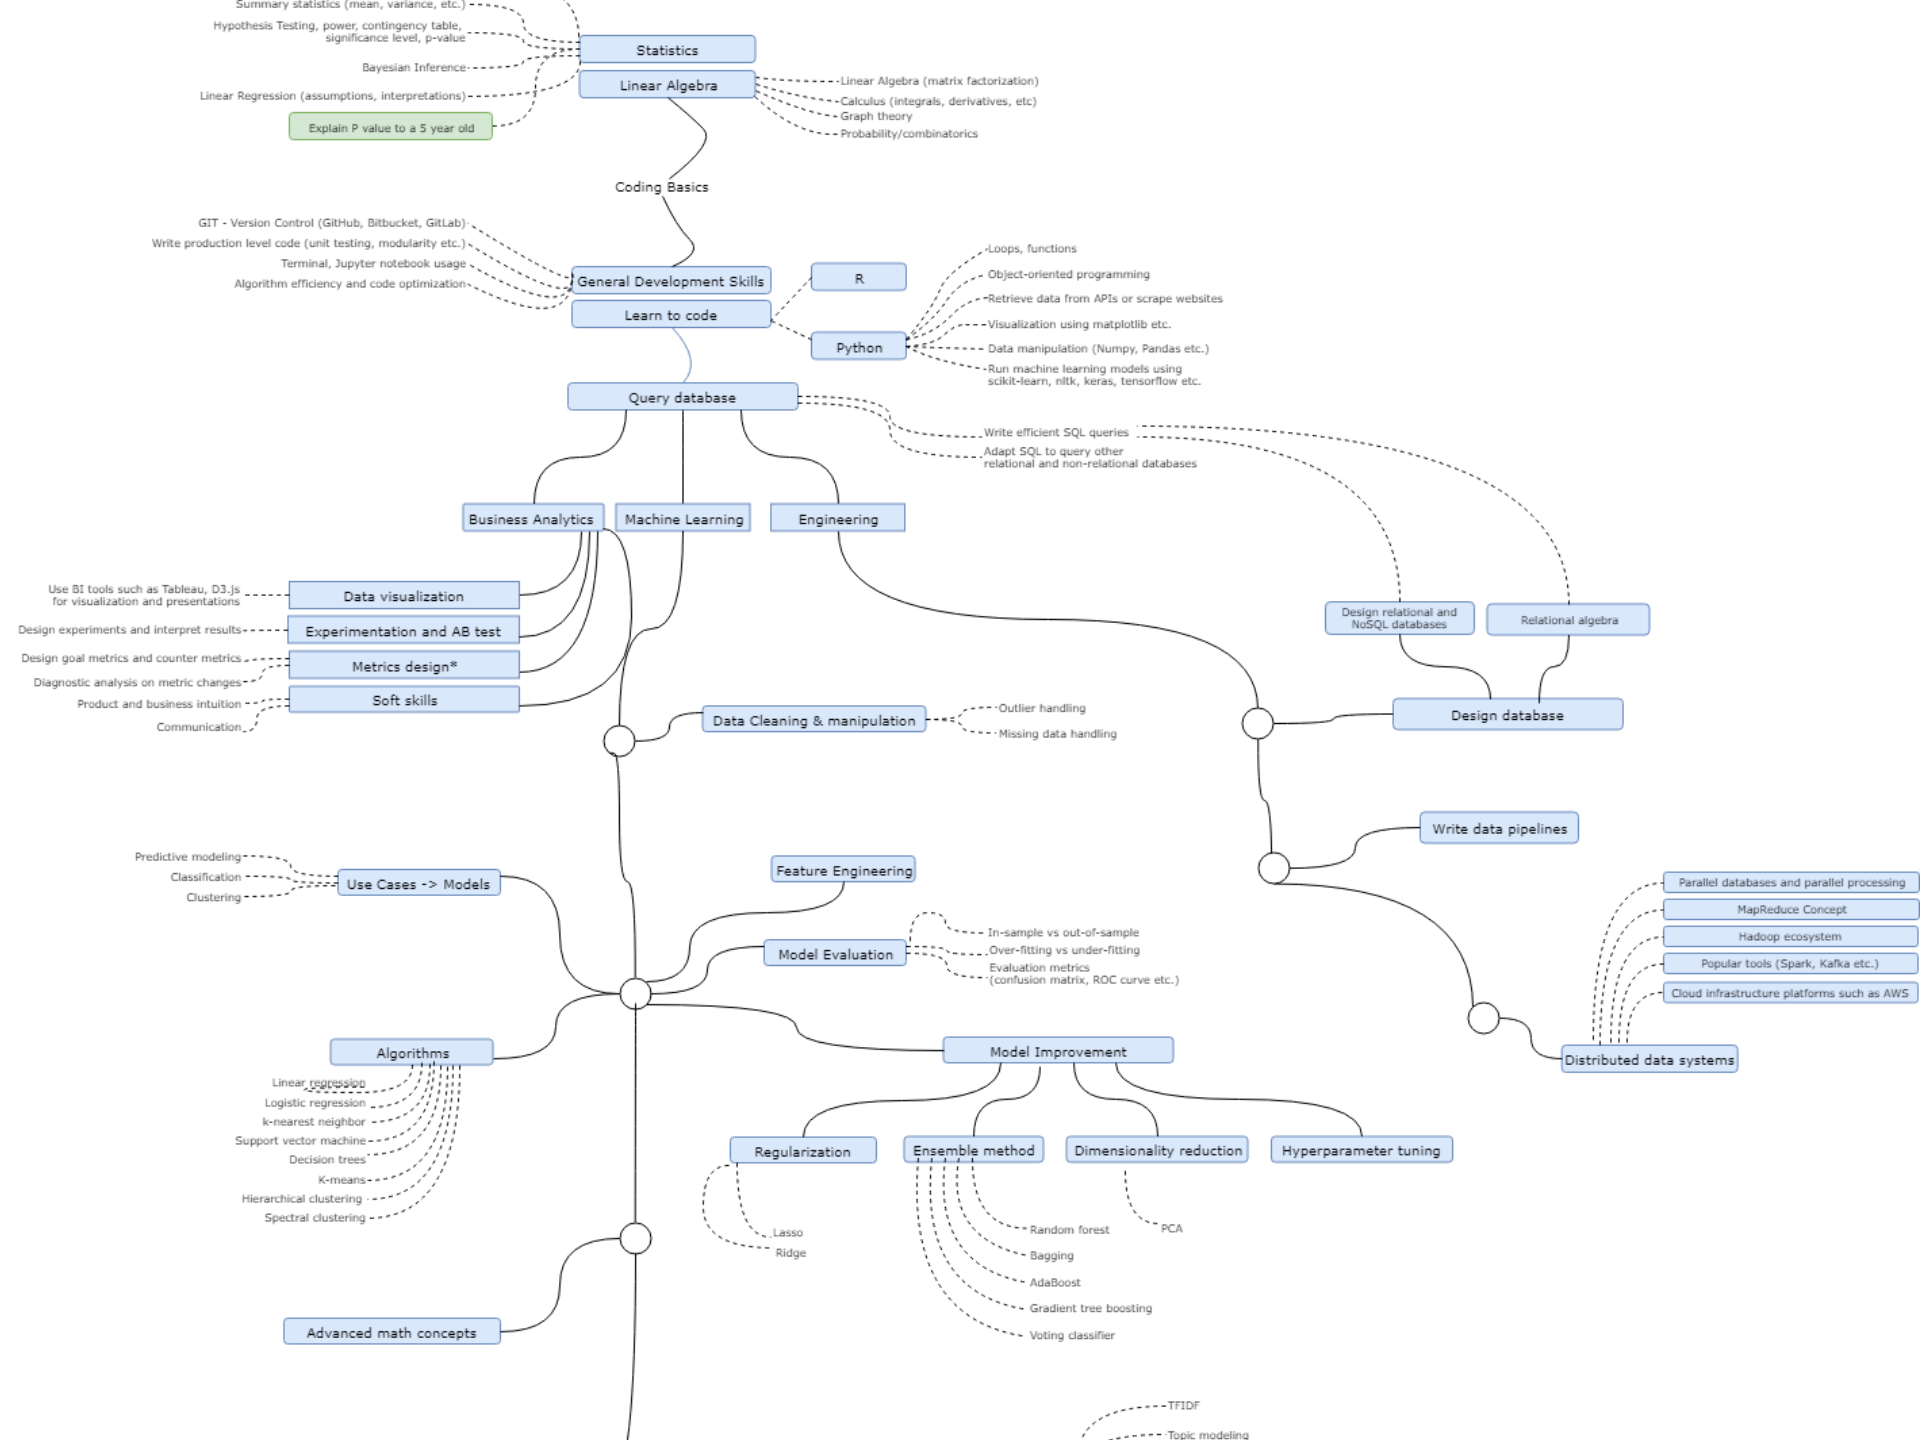 Summary statistics (mean, variance, etc.)
Hypothesis Testing, power, contingency table,
significance level, p-value
Statistics
Bayesian Inference
Linear Algebra
Linear Algebra (matrix factorization)
Linear Regression (assumptions, interpretations)
Calculus (integrals, derivatives, etc)
Graph theory
Explain P value to a 5 year old
Probability/combinatorics
Coding Basics
GIT - Version Control (GitHub, Bitbucket, GitLab)
Write production level code (unit testing, modularity etc.)
Terminal, Jupyter notebook usage
Algorithm efficiency and code optimization
General Development Skills
Learn to code
R
Python
Loops, functions
Object-oriented programming
Retrieve data from APIs or scrape websites
Visualization using matplotlib etc.
Data manipulation (Numpy, Pandas etc.)
Run machine learning models using
scikit-learn, nltk, keras, tensorflow etc.
Query database
Write efficient SQL queries
Adapt SQL to query other
relational and non-relational databases
Business Analytics
Machine Learning
Engineering
Use BI tools such as Tableau, D3.js
for visualization and presentations
Data visualization
Design experiments and interpret results
Experimentation and AB test
Design goal metrics and counter metrics
Metrics design*
Diagnostic analysis on metric changes
Product and business intuition
Soft skills
Communication
Design relational and
NoSQL databases
Relational algebra
Design database
Data Cleaning & manipulation
Outlier handling
Missing data handling
Write data pipelines
Predictive modeling
Classification
Clustering
Use Cases -> Models
Feature Engineering
Model Evaluation
In-sample vs out-of-sample
Over-fitting vs under-fitting
Evaluation metrics
(confusion matrix, ROC curve etc.)
Parallel databases and parallel processing
MapReduce Concept
Hadoop ecosystem
Popular tools (Spark, Kafka etc.)
Cloud infrastructure platforms such as AWS
Distributed data systems
Algorithms
Linear regression
Logistic regression
k-nearest neighbor
Support vector machine
Decision trees
K-means
Hierarchical clustering
Spectral clustering
Model Improvement
Regularization
Ensemble method
Dimensionality reduction
Hyperparameter tuning
Lasso
Ridge
Random forest
Bagging
AdaBoost
Gradient tree boosting
Voting classifier
PCA
Advanced math concepts
TFIDF
Topic modeling